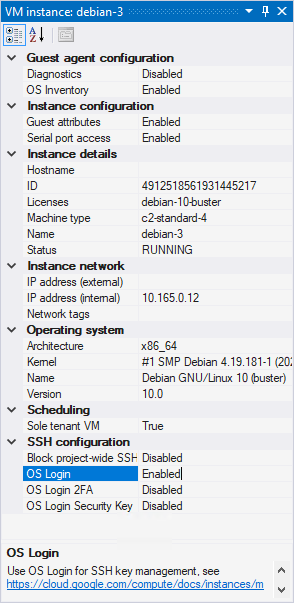 VM instance: debian-3
Guest agent configuration
Diagnostics Disabled
OS Inventory Enabled
Instance configuration
Guest attributes Enabled
Serial port access Enabled
Instance details
Hostname
ID 4912518561931445217
Licenses debian-10-buster
Machine type c2-standard-4
Name debian-3
Status RUNNING
Instance network
IP address (external)
IP address (internal) 10.165.0.12
Network tags
Operating system
Architecture x86_64
Kernel #1 SMP Debian 4.19.181-1 (202
Name Debian GNU/Linux 10 (buster)
Version 10.0
Scheduling
Sole tenant VM True
SSH configuration
Block project-wide SSH Disabled
OS Login Enabled
OS Login 2FA Disabled
OS Login Security Key Disabled
OS Login
Use OS Login for SSH key management, see
https://cloud.google.com/compute/docs/instances/m